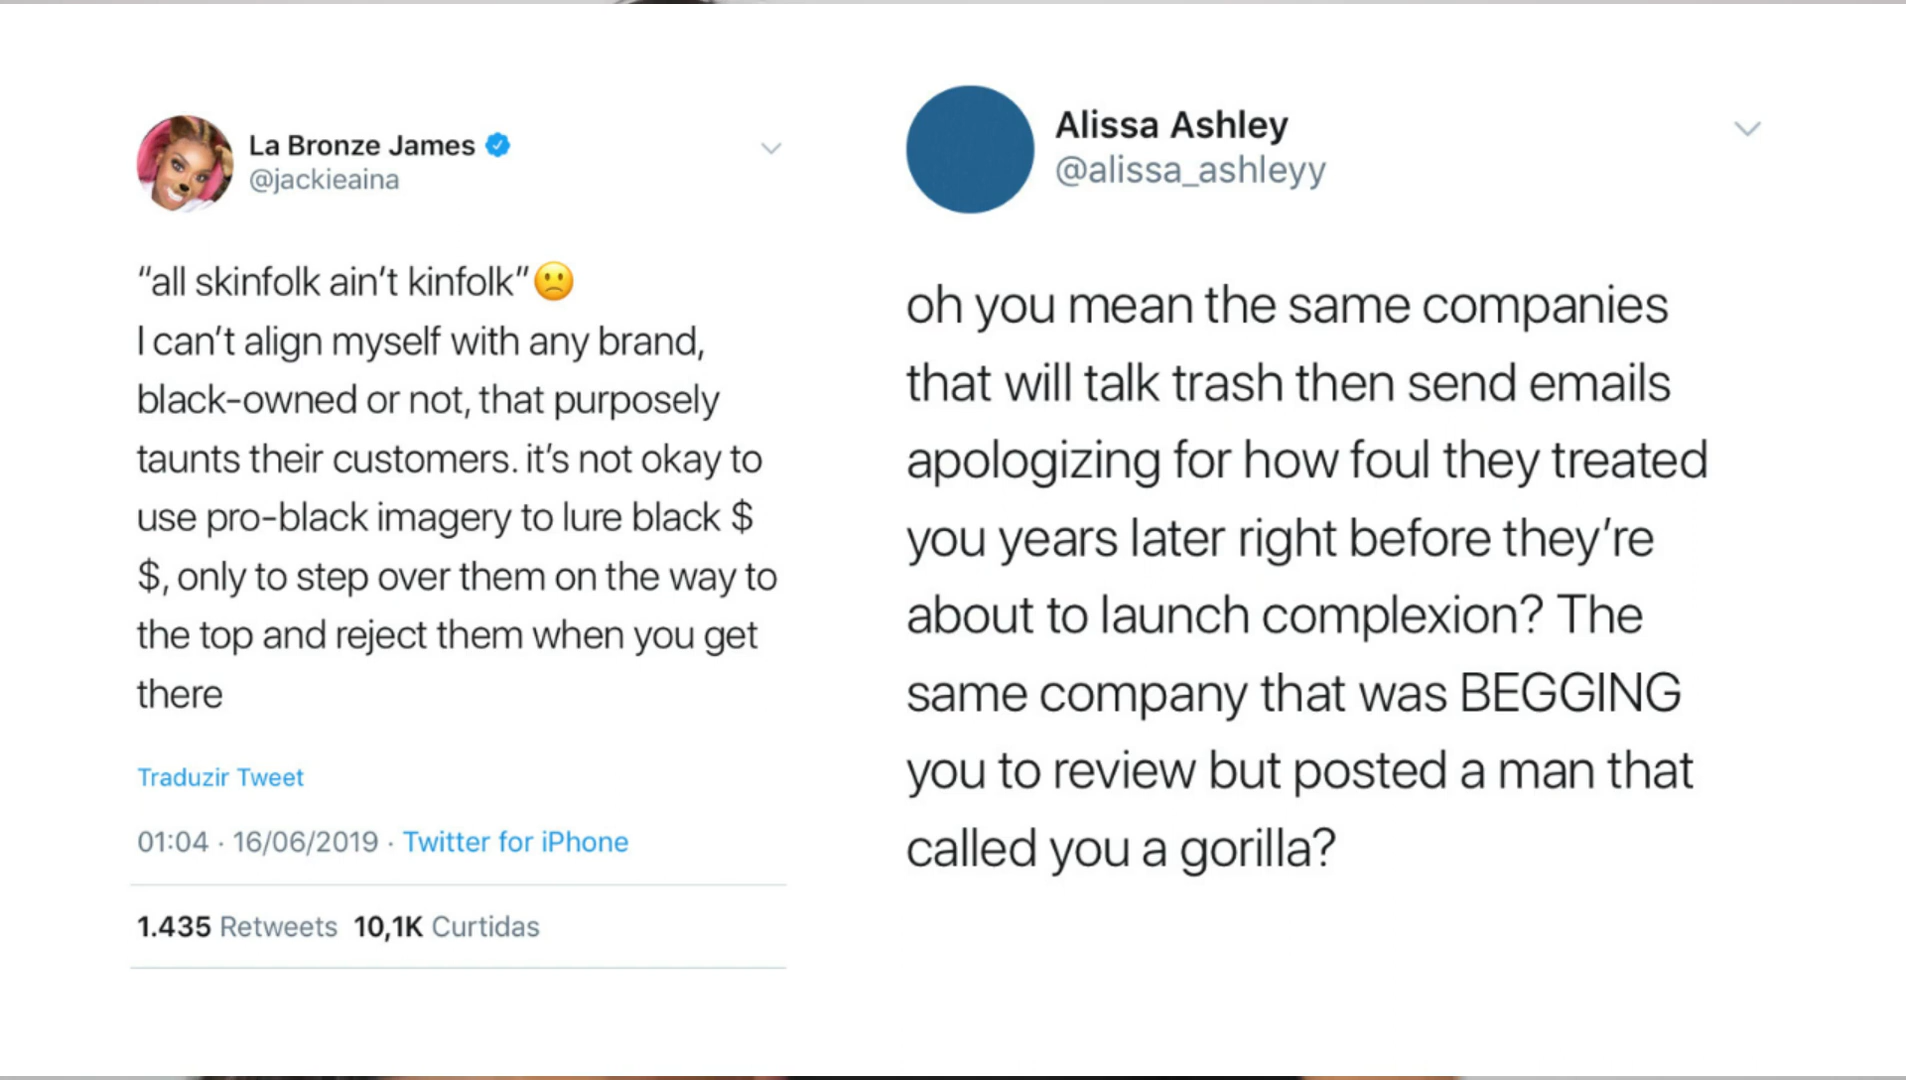 La Bronze James
@jackieaina
“all skinfolk ain’t kinfolk”🙁
I can’t align myself with any brand,
black-owned or not, that purposely
taunts their customers. it’s not okay to
use pro-black imagery to lure black $
$, only to step over them on the way to
the top and reject them when you get
there
Traduzir Tweet
01:04 · 16/06/2019 · Twitter for iPhone
1.435 Retweets 10,1K Curtidas
Alissa Ashley
@alissa_ashleyy
oh you mean the same companies
that will talk trash then send emails
apologizing for how foul they treated
you years later right before they’re
about to launch complexion? The
same company that was BEGGING
you to review but posted a man that
called you a gorilla?